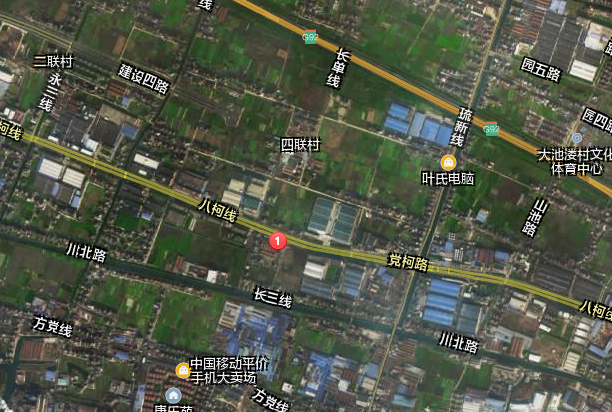 线
G92
长单线
二联村
永三线
建设四路
园五路
园四路
琉新线
G92
柯线
四联村
大池溇村文化
体育中心
叶氏电脑
八柯线
山池路
1
党柯路
川北路
长三线
八柯线
方党线
川北路
中国移动平价
手机大卖场
方党线